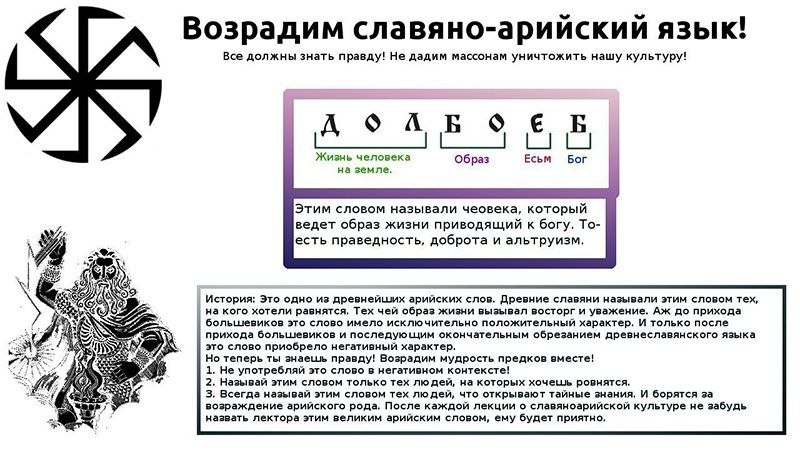 Возрадим славяно-арийский язык!
Все должны знать правду! Не дадим массонам уничтожить нашу культуру!
Д О Л Б О Е Б
Жизнь человека Образ Есьм Бог
на земле.
Этим словом называли чеовека, который
ведет образ жизни приводящий к богу. То-
есть праведность, доброта и альтруизм.
История: Это одно из древнейших арийских слов. Древние славяни называли этим словом тех,
на кого хотели равнятся. Тех чей образ жизни вызывал восторг и уважение. Аж до прихода
большевиков это слово имело исключительно положительный характер. И только после
прихода большевиков и последующим окончательным обрезанием древнеславянского языка
это слово приобрело негативный характер.
Но теперь ты знаешь правду! Возрадим мудрость предков вместе!
1. Не употребляй это слово в негативном контексте!
2. Называй этим словом только тех людей, на которых хочешь ровнятся.
3. Всегда называй этим словом тех людей, что открывают тайные знания. И борятся за
возраждение арийского рода. После каждой лекции о славяноарийской культуре не забудь
назвать лектора этим великим арийским словом, ему будет приятно.